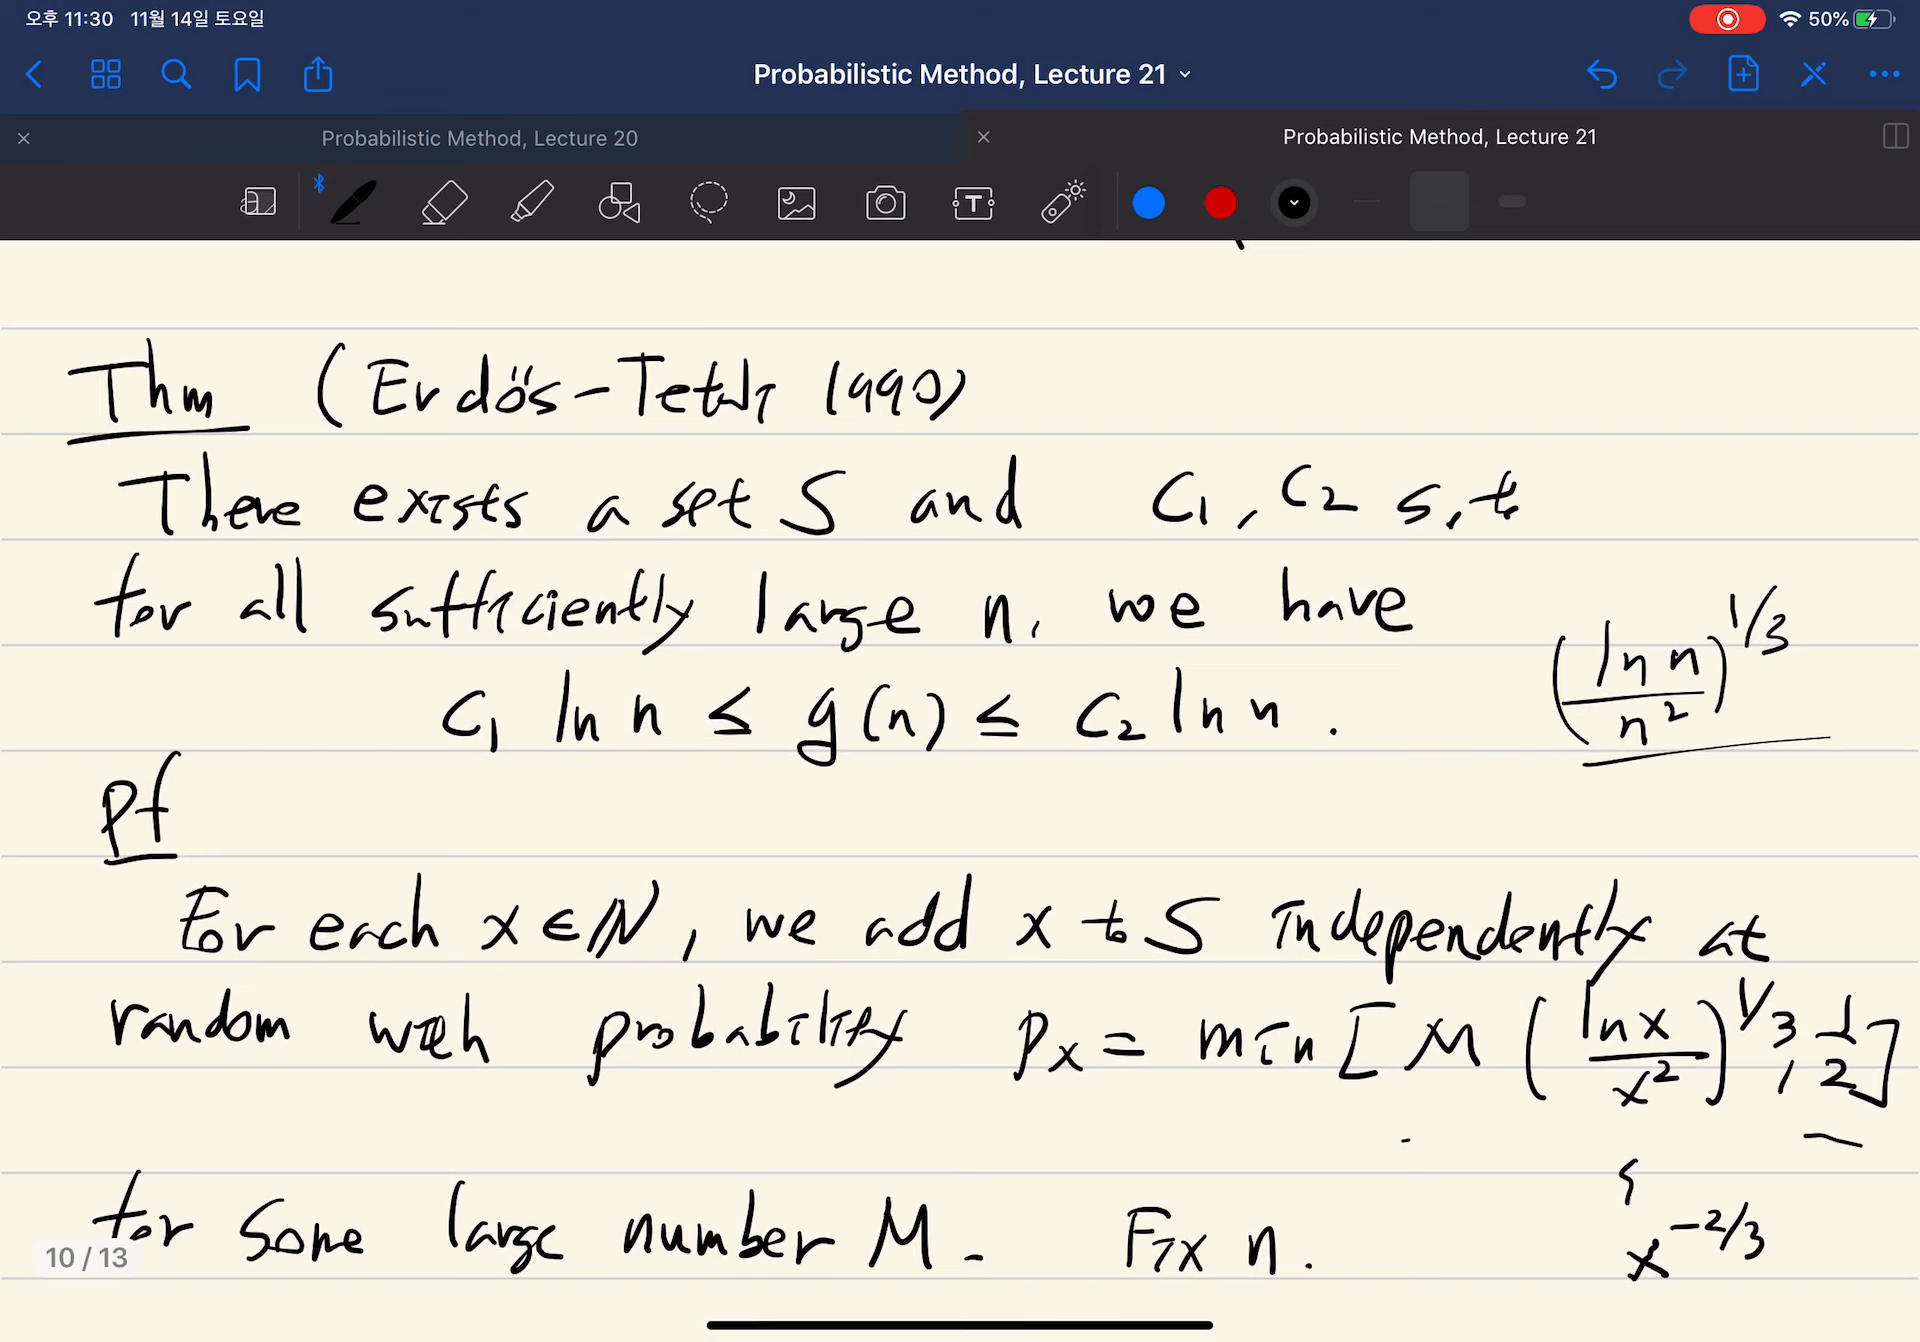 오후 11:30 11월 14일 토요일
50%
Probabilistic Method, Lecture 21
Probabilistic Method, Lecture 20
Probabilistic Method, Lecture 21
Thm (Erdős-Tetali 1990)
There exists a set S and C₁, C₂ s.t
for all sufficiently large n, we have
(ln n / n²)^1/3
C₁ ln n ≤ g(n) ≤ C₂ ln n .
Pf
For each x ∈ ℕ, we add x to S independently at
random with probability Pₓ = min [ M (ln x / x²)^1/3, 1/2 ]
for some large number M. Fix n.
x^-2/3
10 / 13